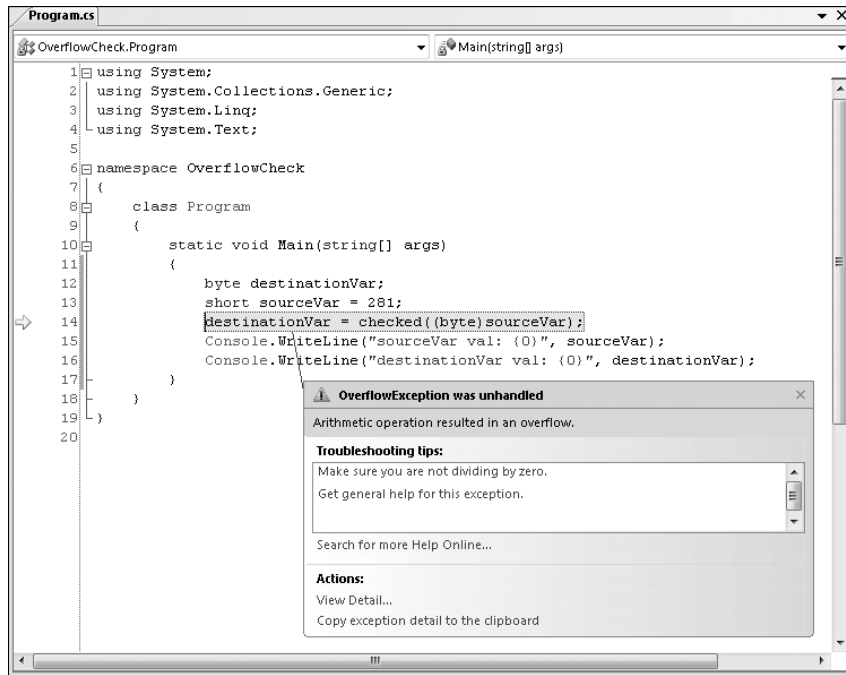 Program.cs
OverflowCheck.Program
Main(string[] args)
1 using System;
2 using System.Collections.Generic;
3 using System.Linq;
4 using System.Text;
5
6 namespace OverflowCheck
7 {
8 class Program
9 {
10 static void Main(string[] args)
11 {
12 byte destinationVar;
13 short sourceVar = 281;
14 destinationVar = checked((byte)sourceVar);
15 Console.WriteLine("sourceVar val: {0}", sourceVar);
16 Console.WriteLine("destinationVar val: {0}", destinationVar);
17 }
18 }
19 }
20
OverflowException was unhandled
Arithmetic operation resulted in an overflow.
Troubleshooting tips:
Make sure you are not dividing by zero.
Get general help for this exception.
Search for more Help Online...
Actions:
View Detail...
Copy exception detail to the clipboard